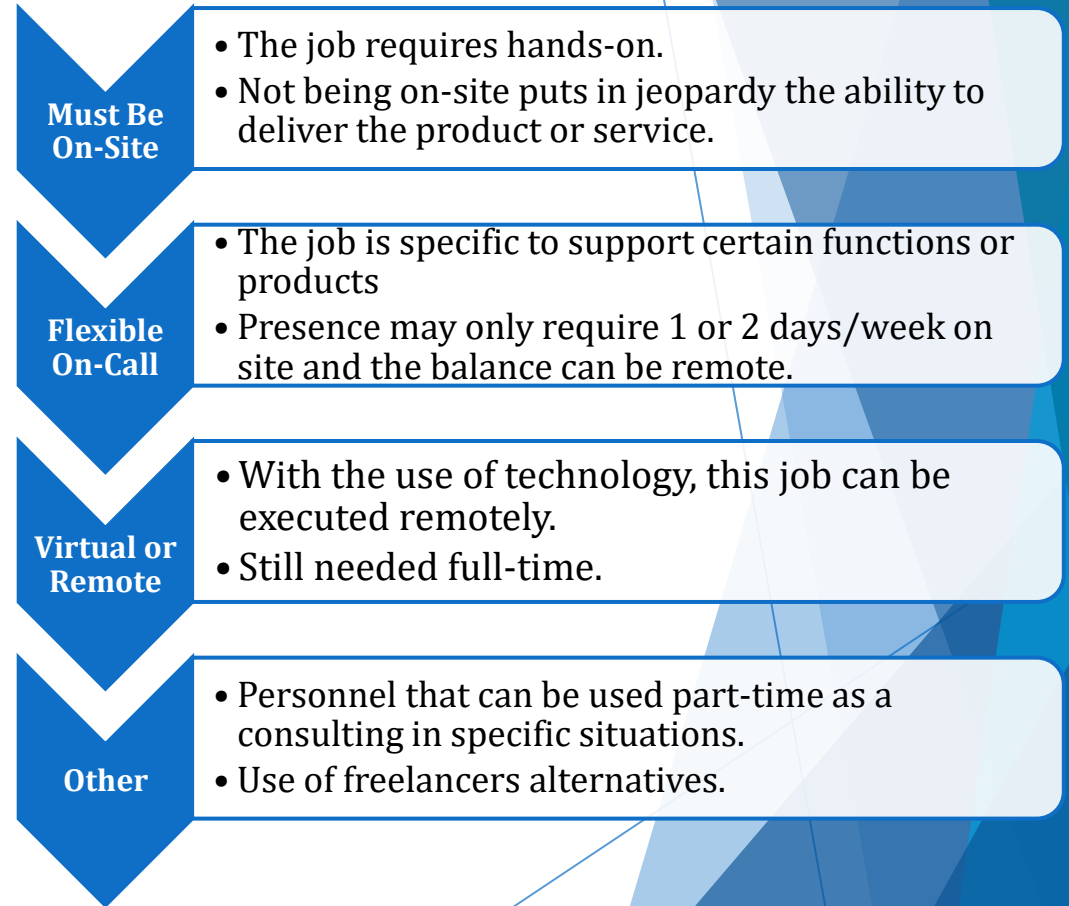 Must Be
On-Site
• The job requires hands-on.
• Not being on-site puts in jeopardy the ability to
deliver the product or service.
Flexible
On-Call
• The job is specific to support certain functions or
products
• Presence may only require 1 or 2 days/week on
site and the balance can be remote.
Virtual or
Remote
• With the use of technology, this job can be
executed remotely.
• Still needed full-time.
Other
• Personnel that can be used part-time as a
consulting in specific situations.
• Use of freelancers alternatives.